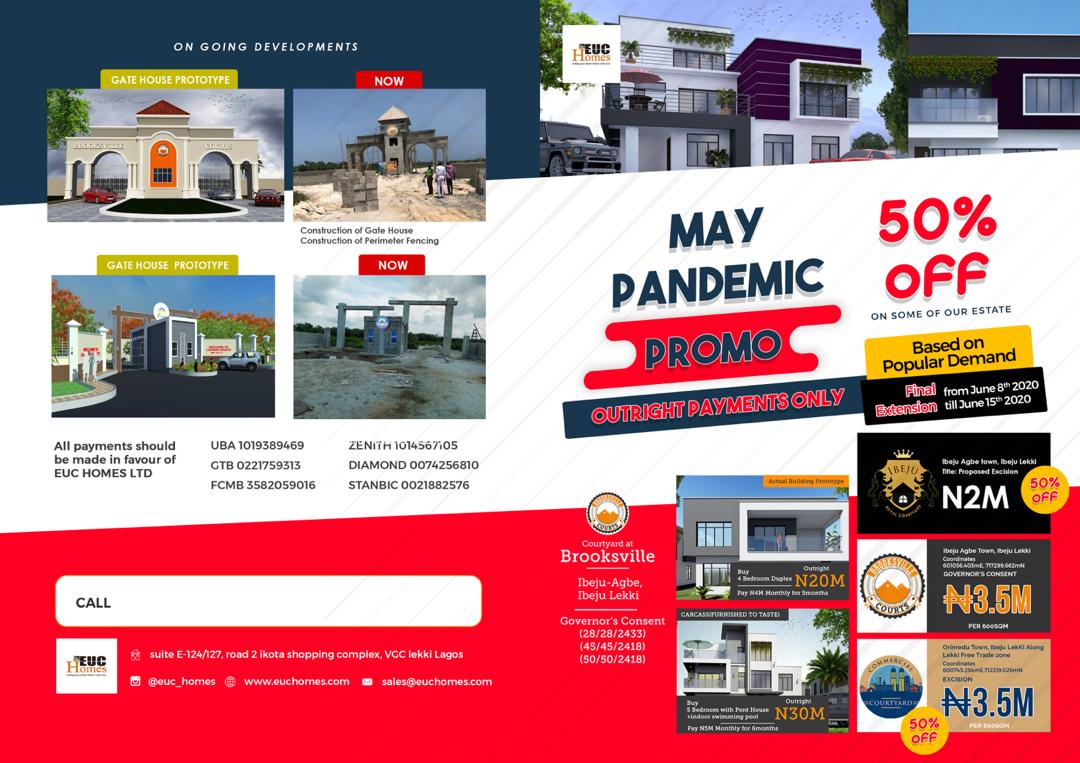 ON GOING DEVELOPMENTS
GATE HOUSE PROTOTYPE
NOW
BROOKSVILLE
COURTS
Construction of Gate House
Construction of Perimeter Fencing
GATE HOUSE PROTOTYPE
NOW
All payments should
be made in favour of
EUC HOMES LTD
UBA 1019389469
GTB 0221759313
FCMB 3582059016
ZENITH 1014567105
DIAMOND 0074256810
STANBIC 0021882576
CALL
EUC
Homes
suite E-124/127, road 2 ikota shopping complex, VGC lekki Lagos
@euc_homes
www.euchomes.com
sales@euchomes.com
EUC
Homes
MAY
PANDEMIC
PROMO
OUTRIGHT PAYMENTS ONLY
50%
OFF
ON SOME OF OUR ESTATE
Based on
Popular Demand
Final
Extension
from June 8th 2020
till June 15th 2020
BROOKSVILLE
COURTS
Courtyard at
Brooksville
Ibeju-Agbe,
Ibeju Lekki
Governor's Consent
(28/28/2433)
(45/45/2418)
(50/50/2418)
Actual Building Prototype
Buy
4 Bedroom Duplex
Outright
N20M
Pay N4M Monthly for 5months
CARCASS(FURNISHED TO TASTE)
Buy
5 Bedroom with Pent House
+indoor swimming pool
Outright
N30M
Pay N5M Monthly for 6months
IBEJU
ROYAL COURTYARD
Ibeju Agbe town, Ibeju Lekki
Title: Proposed Excision
N2M
50%
OFF
BROOKSVILLE
COURTS
Ibeju Agbe Town, Ibeju Lekki
Coordinates
601056.403mE, 717299.662mN
GOVERNOR'S CONSENT
₦3.5M
PER 600SQM
COMMERCIAL
COURTYARD
Orimedu Town, Ibeju LekKi Along
Lekki Free Trade zone
Coordinates
600745.254mE, 712219.026mN
EXCISION
₦3.5M
PER 600SQM
50%
OFF